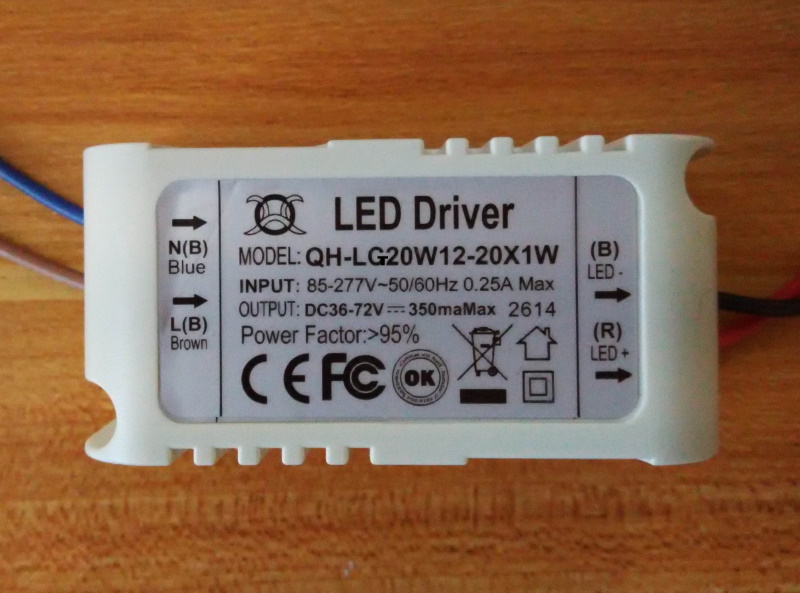 LED Driver
MODEL: QH-LG20W12-20X1W
INPUT: 85-277V~50/60Hz 0.25A Max
OUTPUT: DC36-72V⎓350maMax 2614
Power Factor:>95%
CE FC OK
N(B)
Blue
L(B)
Brown
(B)
LED -
(R)
LED +